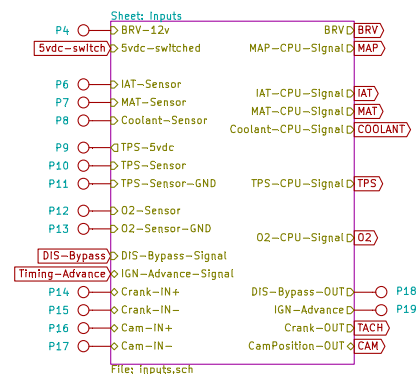 Sheet: inputs
P4 BRV-12v BRV BRV
5vdc-switch 5vdc-switched MAP-CPU-Signal MAP
P6 IAT-Sensor IAT-CPU-Signal IAT
P7 MAT-Sensor MAT-CPU-Signal MAT
P8 Coolant-Sensor Coolant-CPU-Signal COOLANT
P9 TPS-5vdc
P10 TPS-Sensor
P11 TPS-Sensor-GND TPS-CPU-Signal TPS
P12 O2-Sensor
P13 O2-Sensor-GND O2-CPU-Signal O2
DIS-Bypass DIS-Bypass-Signal
Timing-Advance IGN-Advance-Signal
P14 Crank-IN+ DIS-Bypass-OUT P18
P15 Crank-IN- IGN-Advance P19
P16 Cam-IN+ Crank-OUT TACH
P17 Cam-IN- CamPosition-OUT CAM
File: inputs.sch